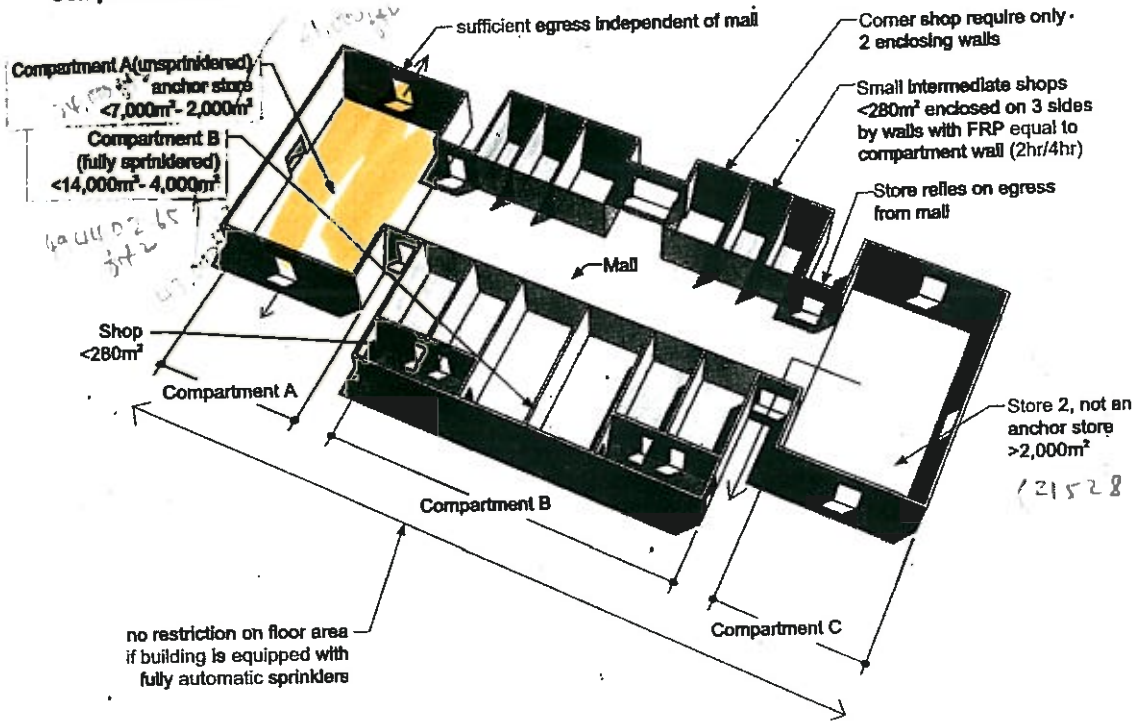 sufficient egress independent of mall
Corner shop require only
2 enclosing walls
Compartment A(unsprinklered)
anchor store
<7,000m³- 2,000m²
Small intermediate shops
<280m² enclosed on 3 sides
by walls with FRP equal to
compartment wall (2hr/4hr)
Compartment B
(fully sprinklered)
<14,000m³- 4,000m²
Store relies on egress
from mall
Mall
Shop
<280m²
Compartment A
Store 2, not an
anchor store
>2,000m²
21528
Compartment B
Compartment C
no restriction on floor area
if building is equipped with
fully automatic sprinklers